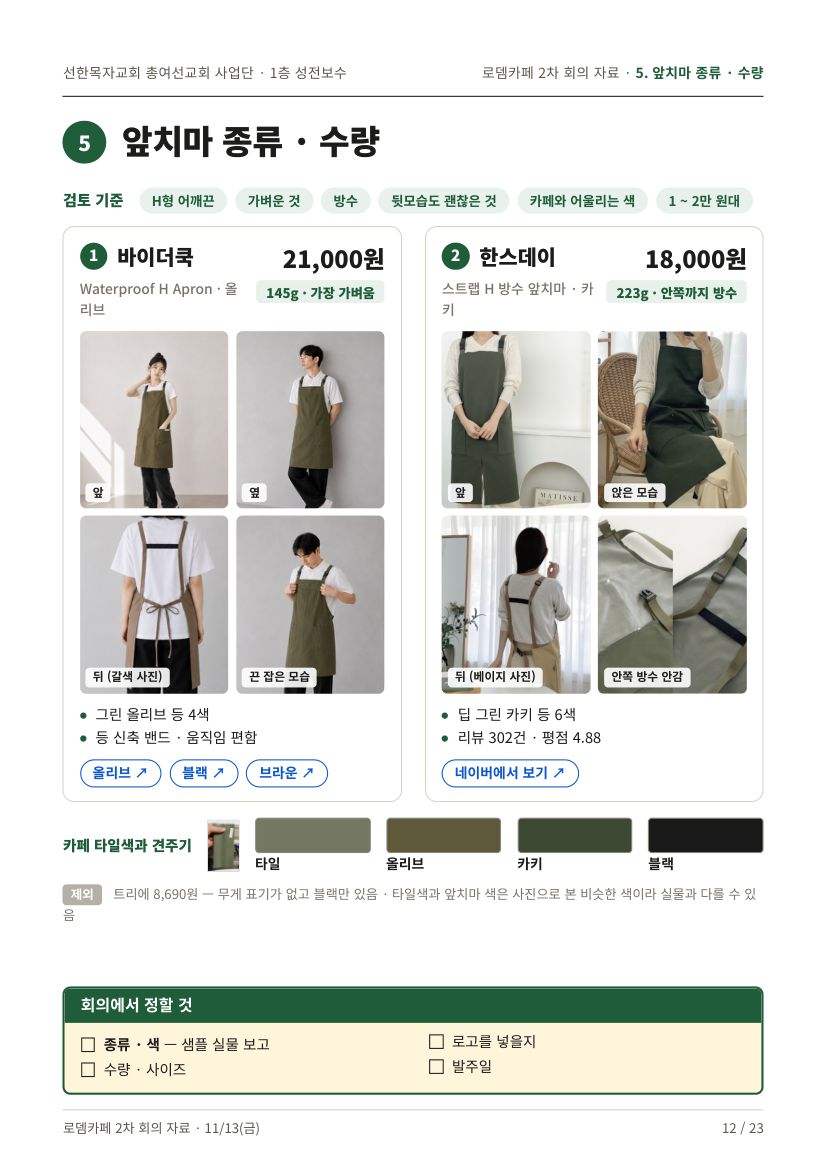 선한목자교회 총여선교회 사업단 · 1층 성전보수
로뎀카페 2차 회의 자료 · 5. 앞치마 종류 · 수량
5 앞치마 종류 · 수량
검토 기준 H형 어깨끈 가벼운 것 방수 뒷모습도 괜찮은 것 카페와 어울리는 색 1 ~ 2만 원대
1 바이더쿡 21,000원
Waterproof H Apron · 올
리브
145g · 가장 가벼움
앞
옆
뒤 (갈색 사진)
끈 잡은 모습
그린 올리브 등 4색
등 신축 밴드 · 움직임 편함
올리브 ↗ 블랙 ↗ 브라운 ↗
2 한스데이 18,000원
스트랩 H 방수 앞치마 · 카
키
223g · 안쪽까지 방수
MATISSE
앞
앉은 모습
뒤 (베이지 사진)
안쪽 방수 안감
딥 그린 카키 등 6색
리뷰 302건 · 평점 4.88
네이버에서 보기 ↗
카페 타일색과 견주기
타일 올리브 카키 블랙
제외 트리에 8,690원 — 무게 표기가 없고 블랙만 있음 · 타일색과 앞치마 색은 사진으로 본 비슷한 색이라 실물과 다를 수 있
음
회의에서 정할 것
☐ 종류 · 색 — 샘플 실물 보고
☐ 수량 · 사이즈
☐ 로고를 넣을지
☐ 발주일
로뎀카페 2차 회의 자료 · 11/13(금)
12 / 23